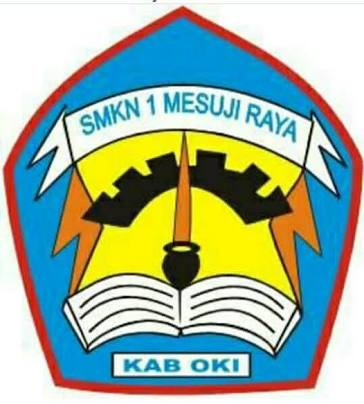 SMKN 1 MESUJI RAYA
KAB OKI